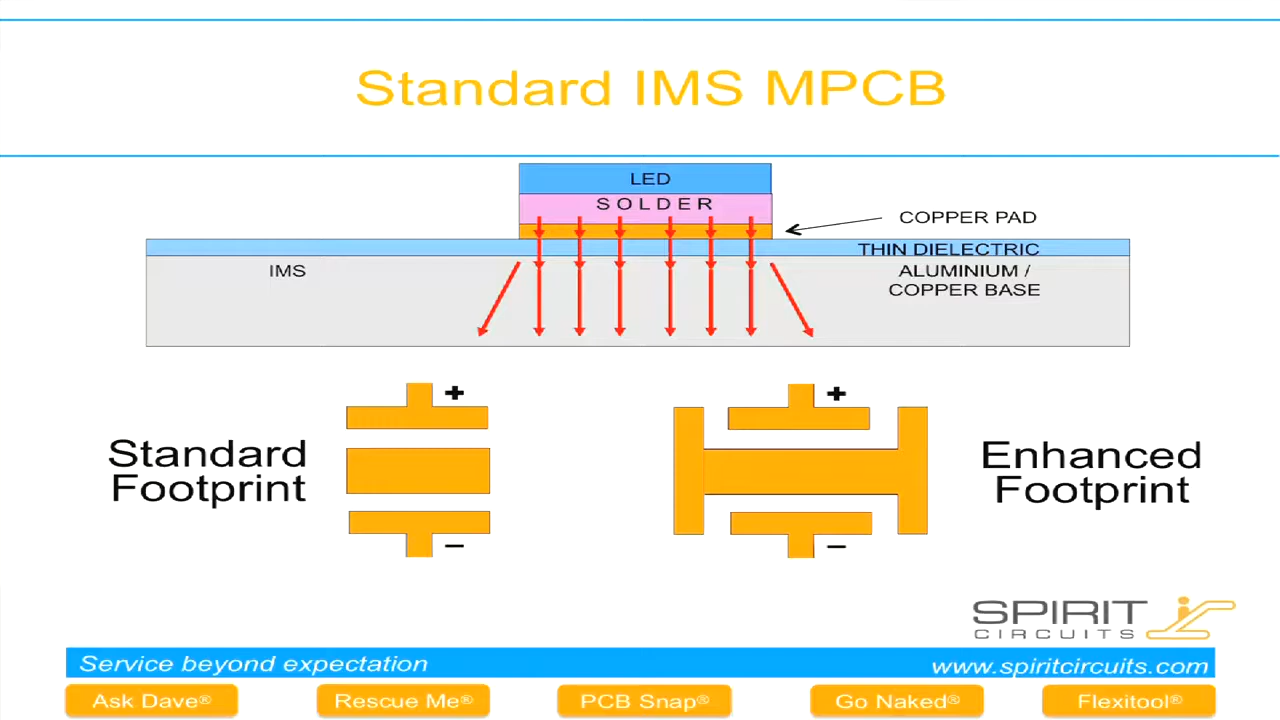 Standard IMS MPCB
LED
SOLDER
COPPER PAD
THIN DIELECTRIC
IMS
ALUMINIUM /
COPPER BASE
+
+
Standard
Footprint
Enhanced
Footprint
–
–
SPIRIT
CIRCUITS
Service beyond expectation
www.spiritcircuits.com
Ask Dave®
Rescue Me®
PCB Snap®
Go Naked®
Flexitool®